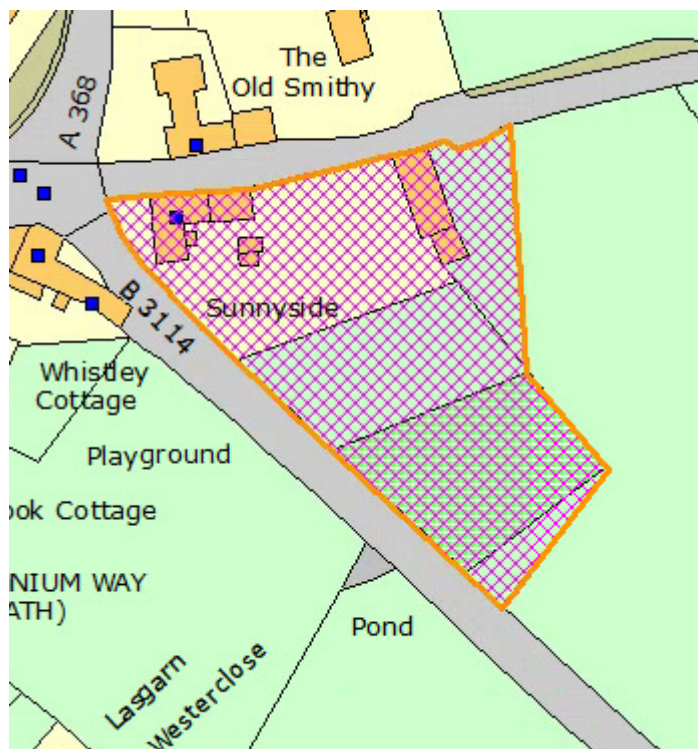 The
Old Smithy
A 368
Sunnyside
B 3114
Whistley
Cottage
Playground
ook Cottage
NIUM WAY
ATH)
Pond
Lasgarn
Westerclose